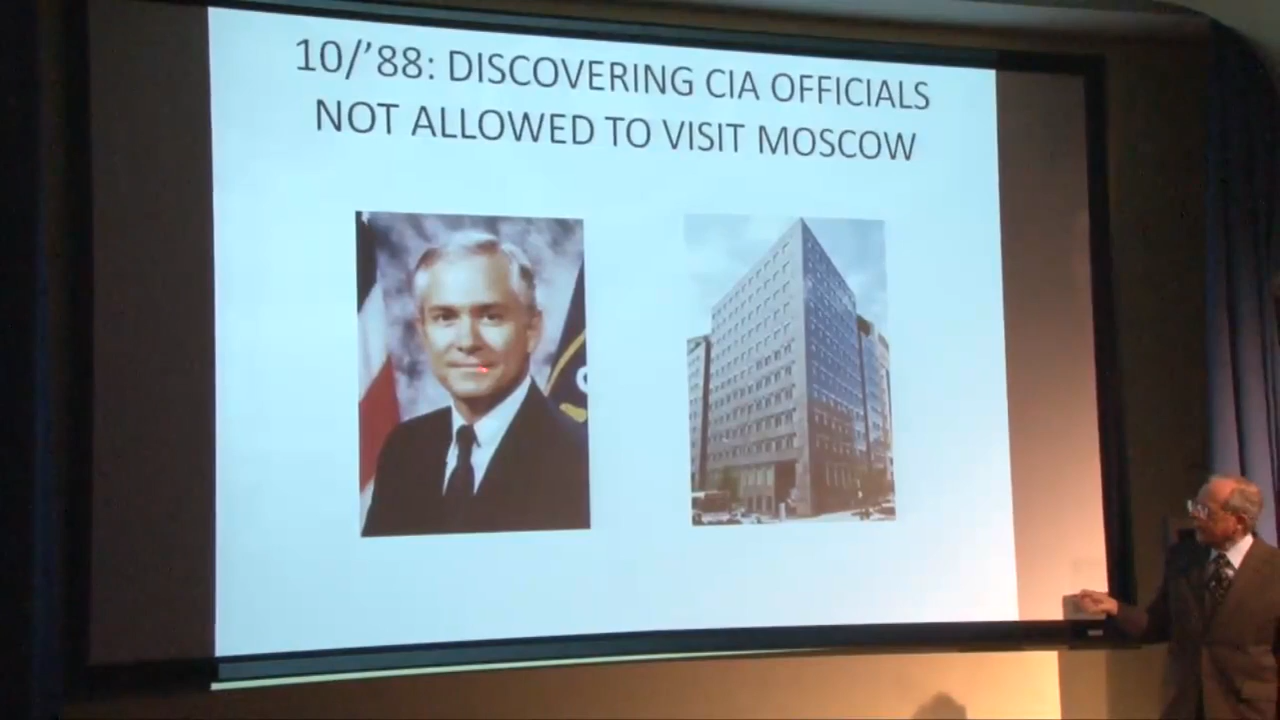 10/’88: DISCOVERING CIA OFFICIALS
NOT ALLOWED TO VISIT MOSCOW